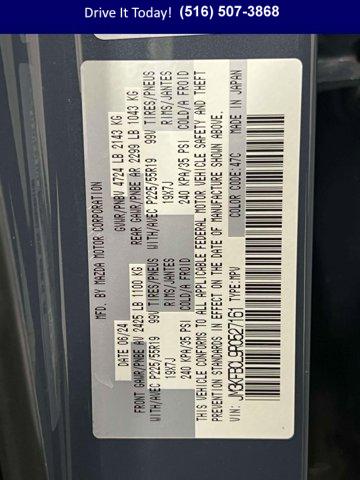 Drive It Today! (516) 507-3868
MFD. BY MAZDA MOTOR CORPORATION
DATE 06/24
GVWR/PNBV 4724 LB 2143 KG
FRONT GAWR/PNBE AV 2425 LB 1100 KG
REAR GAWR/PNBE AR 2299 LB 1043 KG
WITH/AVEC P225/55R19 99V TIRES/PNEUS
WITH/AVEC P225/55R19 99V TIRES/PNEUS
19X7J RIMS/JANTES
19X7J RIMS/JANTES
240 KPA/35 PSI COLD/A FROID
240 KPA/35 PSI COLD/A FROID
THIS VEHICLE CONFORMS TO ALL APPLICABLE FEDERAL MOTOR VEHICLE SAFETY AND THEFT
PREVENTION STANDARDS IN EFFECT ON THE DATE OF MANUFACTURE SHOWN ABOVE.
COLOR CODE: 47C MADE IN JAPAN
VIN: TYPE: MPV